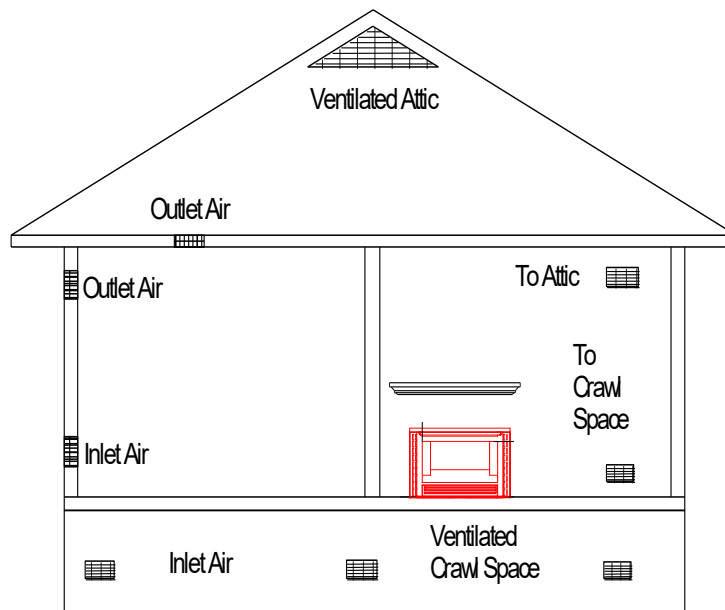 Ventilated Attic
Outlet Air
Outlet Air
To Attic
To
Crawl
Space
Inlet Air
Inlet Air
Ventilated
Crawl Space